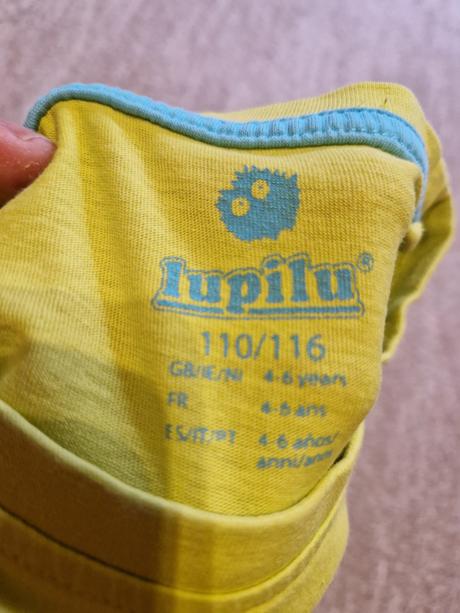 lupilu®
110/116
GB/IE/NI 4-6 years
FR 4-6 ans
ES/IT/PT 4-6 años/
anni/anos